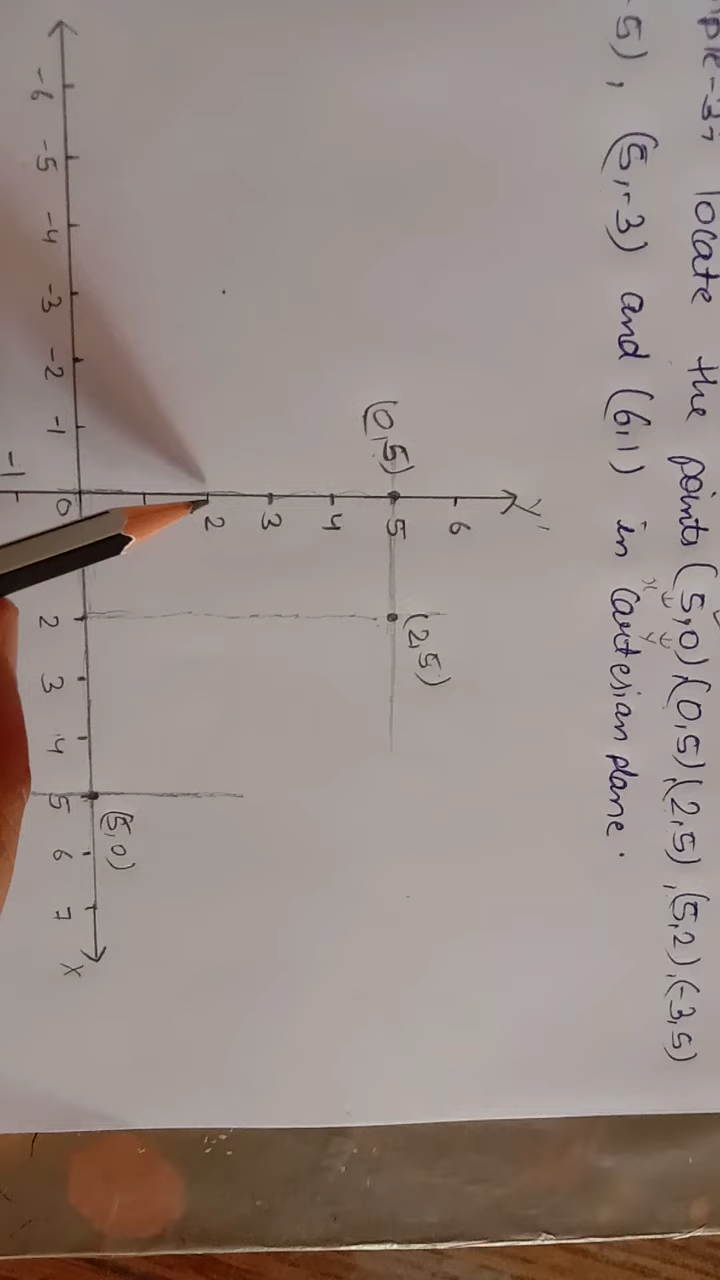 locate the points (5,0),(0,5),(2,5),(5,2),(-3,5)
x y
5), (5,-3) and (6,1) in Cartesian plane.
Y'
6
5
4
3
2
(0,5)
(2,5)
(5,0)
-6 -5 -4 -3 -2 -1 0 2 3 4 5 6 7 X
-1